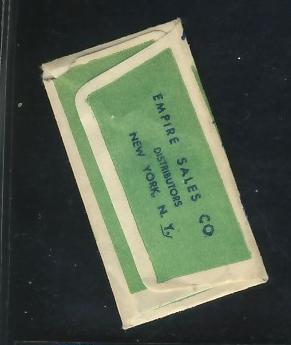 EMPIRE SALES CO.
DISTRIBUTORS
NEW YORK, N. Y.